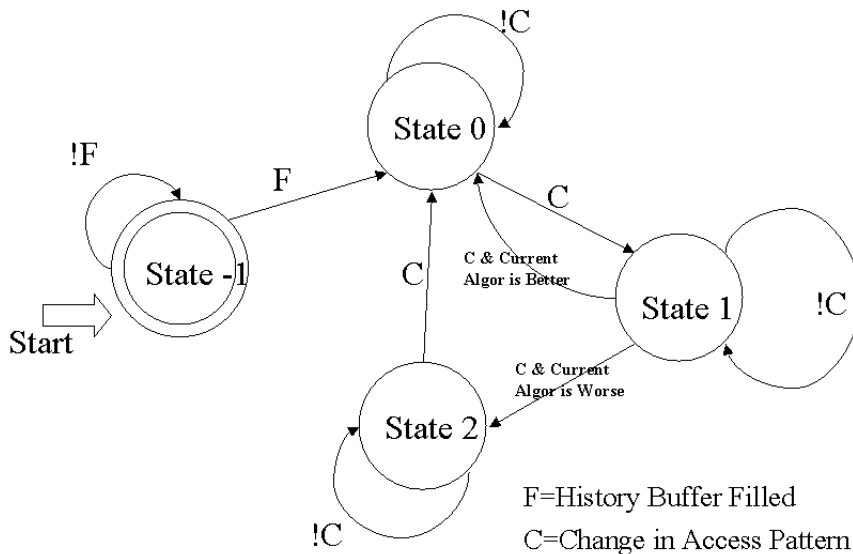 !C
State 0
!F
F
C
C & Current
Algor is Better
State -1
C
State 1
!C
Start
C & Current
Algor is Worse
State 2
!C
F=History Buffer Filled
C=Change in Access Pattern